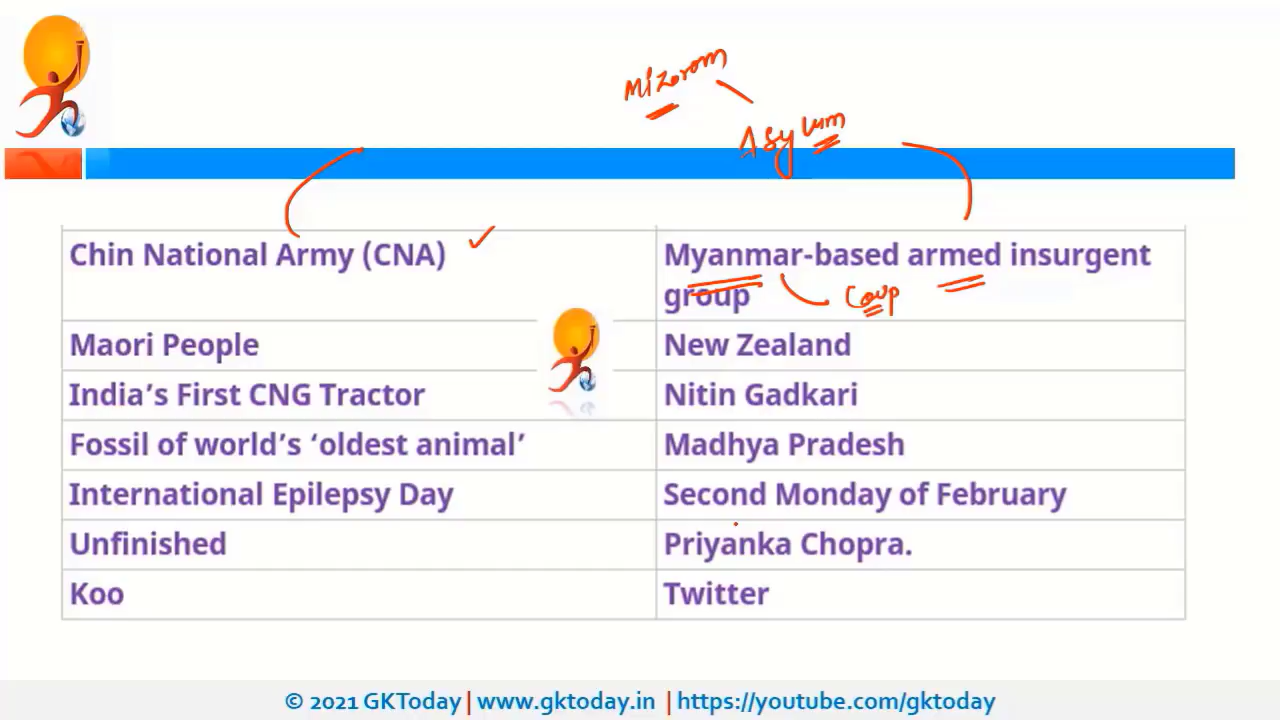 Mizoram
Asylum
Chin National Army (CNA)
Myanmar-based armed insurgent
group
Coup
Maori People
New Zealand
India's First CNG Tractor
Nitin Gadkari
Fossil of world's ‘oldest animal’
Madhya Pradesh
International Epilepsy Day
Second Monday of February
Unfinished
Priyanka Chopra.
Koo
Twitter
© 2021 GKToday | www.gktoday.in | https://youtube.com/gktoday